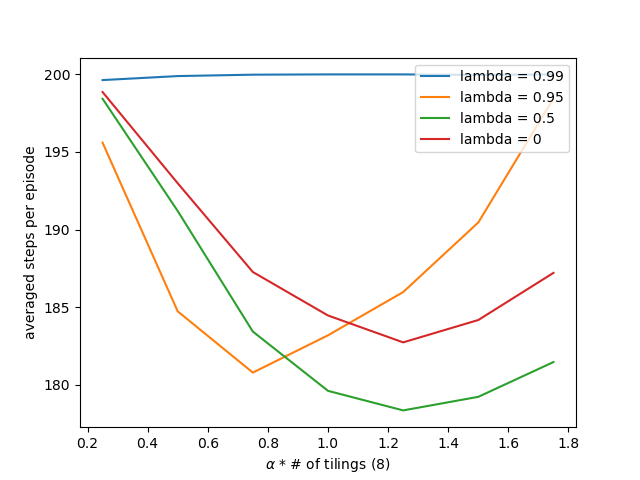 200
195
190
185
180
averaged steps per episode
lambda = 0.99
lambda = 0.95
lambda = 0.5
lambda = 0
0.2 0.4 0.6 0.8 1.0 1.2 1.4 1.6 1.8
α * # of tilings (8)